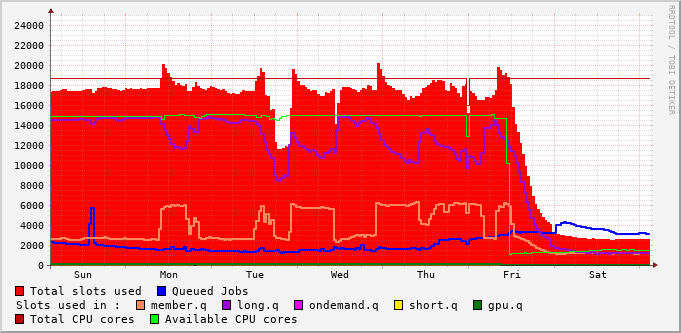 24000
22000
20000
18000
16000
14000
12000
10000
8000
6000
4000
2000
0
Sun Mon Tue Wed Thu Fri Sat
Total slots used Queued Jobs
Slots used in : member.q long.q ondemand.q short.q gpu.q
Total CPU cores Available CPU cores
RRDTOOL / TOBI OETIKER